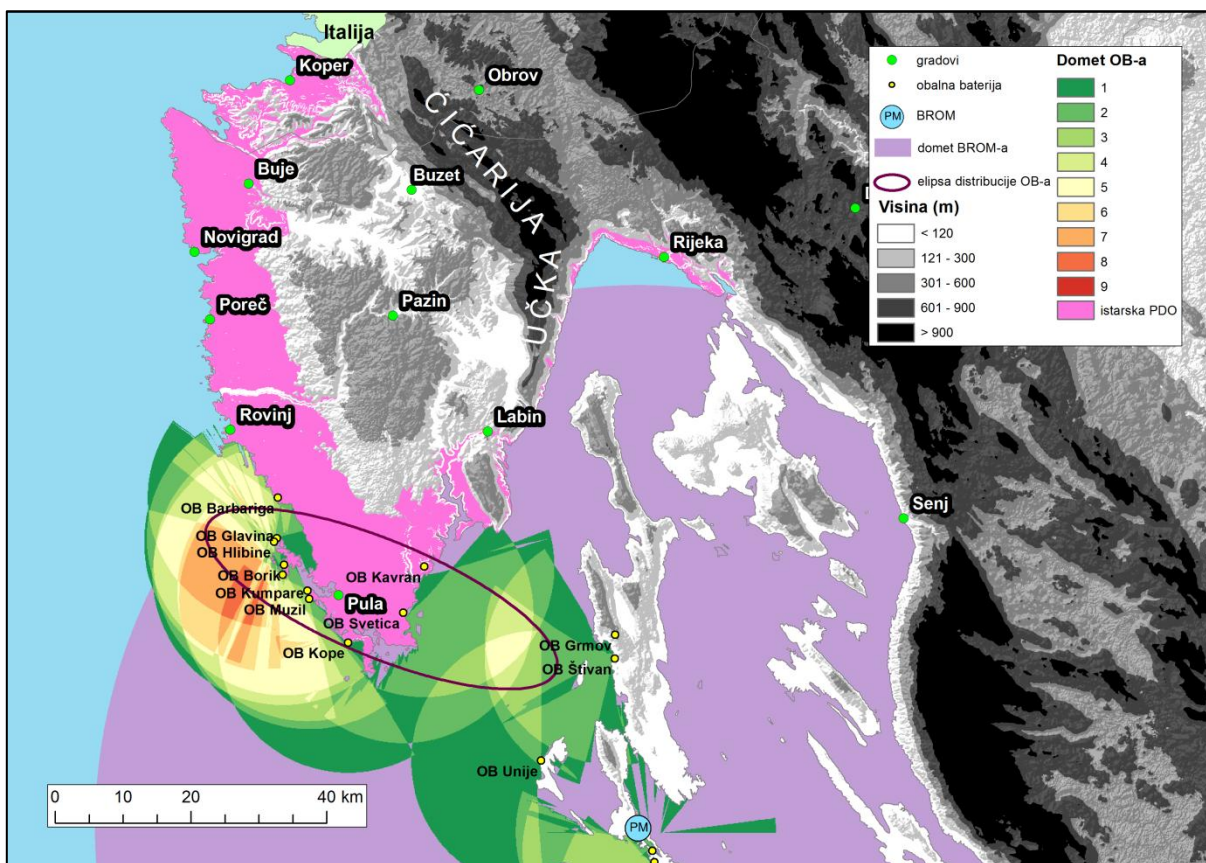 Italija
Koper
Obrov
ĆIĆARIJA
Buje
Buzet
Novigrad
Rijeka
UČKA
Poreč
Pazin
Rovinj
Labin
Senj
OB Barbariga
OB Glavina
OB Hlibine
OB Borik
OB Kavran
OB Kumpare
Pula
OB Muzil
OB Svetica
OB Kope
OB Grmov
OB Štivan
OB Unije
PM
0 10 20 40 km
gradovi
obalna baterija
PM BROM
domet BROM-a
elipsa distribucije OB-a
Visina (m)
< 120
121 - 300
301 - 600
601 - 900
> 900
Domet OB-a
1
2
3
4
5
6
7
8
9
istarska PDO